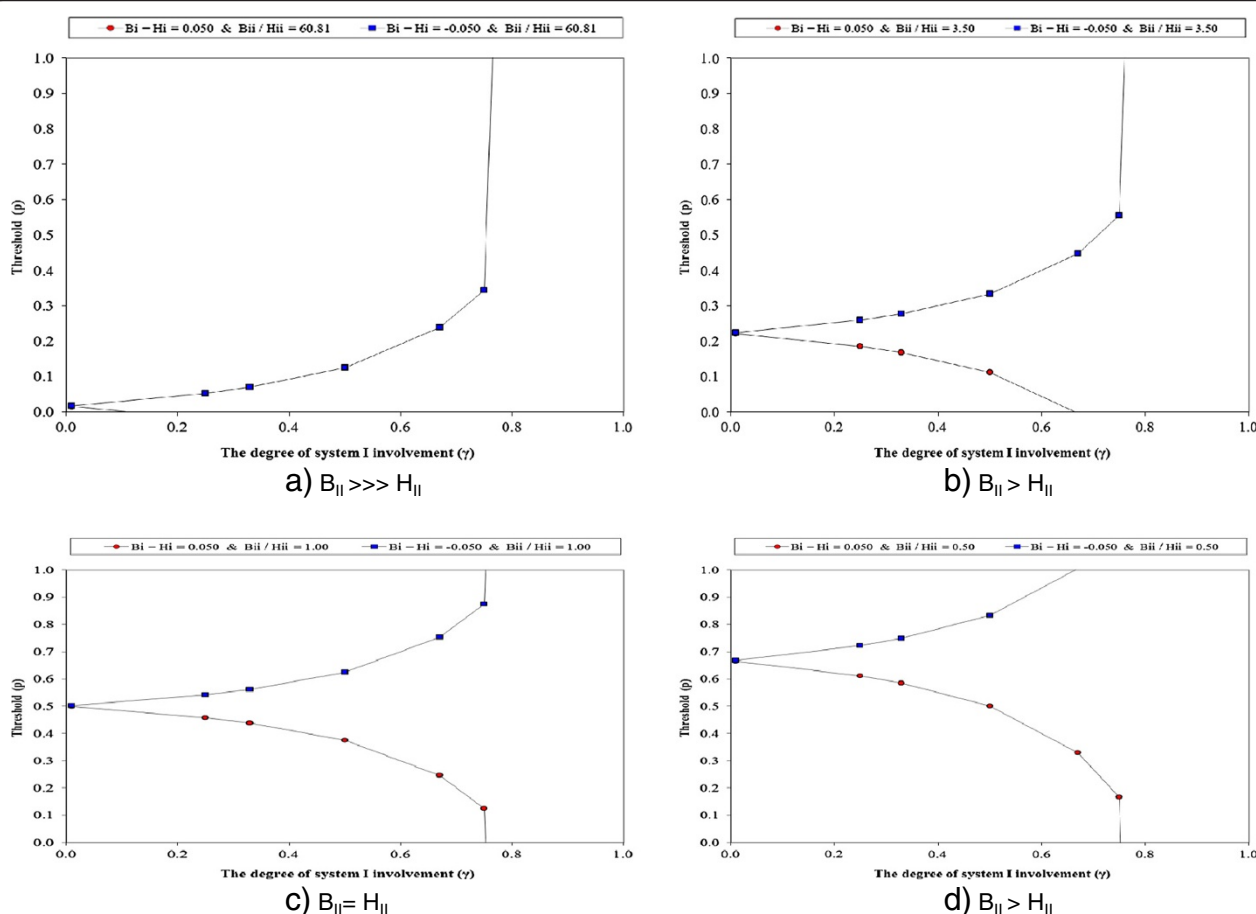 Bi – Hi = 0.050 & Bii / Hii = 60.81 Bi – Hi = -0.050 & Bii / Hii = 60.81
1.0
0.9
0.8
0.7
0.6
0.5
0.4
0.3
0.2
0.1
0.0
Threshold (p)
0.0 0.2 0.4 0.6 0.8 1.0
The degree of system I involvement (γ)
a) BII >>> HII
Bi – Hi = 0.050 & Bii / Hii = 3.50 Bi – Hi = -0.050 & Bii / Hii = 3.50
1.0
0.9
0.8
0.7
0.6
0.5
0.4
0.3
0.2
0.1
0.0
Threshold (p)
0.0 0.2 0.4 0.6 0.8 1.0
The degree of system I involvement (γ)
b) BII > HII
Bi – Hi = 0.050 & Bii / Hii = 1.00 Bi – Hi = -0.050 & Bii / Hii = 1.00
1.0
0.9
0.8
0.7
0.6
0.5
0.4
0.3
0.2
0.1
0.0
Threshold (p)
0.0 0.2 0.4 0.6 0.8 1.0
The degree of system I involvement (γ)
c) BII= HII
Bi – Hi = 0.050 & Bii / Hii = 0.50 Bi – Hi = -0.050 & Bii / Hii = 0.50
1.0
0.9
0.8
0.7
0.6
0.5
0.4
0.3
0.2
0.1
0.0
Threshold (p)
0.0 0.2 0.4 0.6 0.8 1.0
The degree of system I involvement (γ)
d) BII > HII